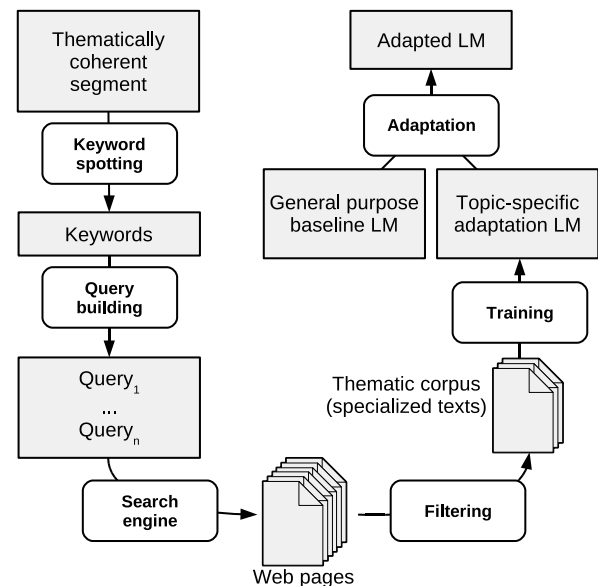 Thematically
coherent
segment
Keyword
spotting
Keywords
Query
building
Query1
...
Queryn
Search
engine
Web pages
Filtering
Thematic corpus
(specialized texts)
Training
Topic-specific
adaptation LM
General purpose
baseline LM
Adaptation
Adapted LM